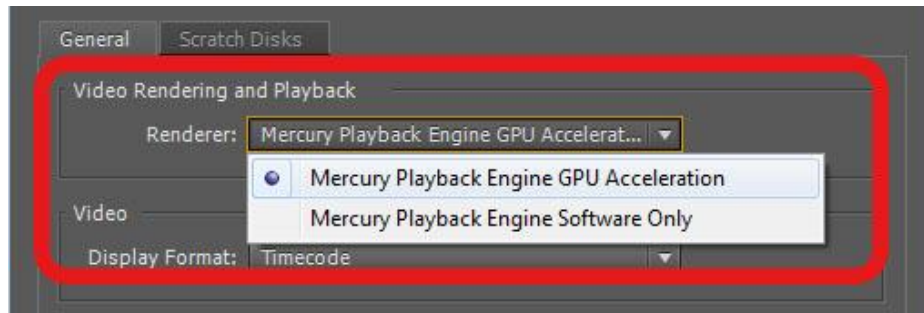 General Scratch Disks
Video Rendering and Playback
Renderer: Mercury Playback Engine GPU Accelerat...
Mercury Playback Engine GPU Acceleration
Video
Mercury Playback Engine Software Only
Display Format: Timecode